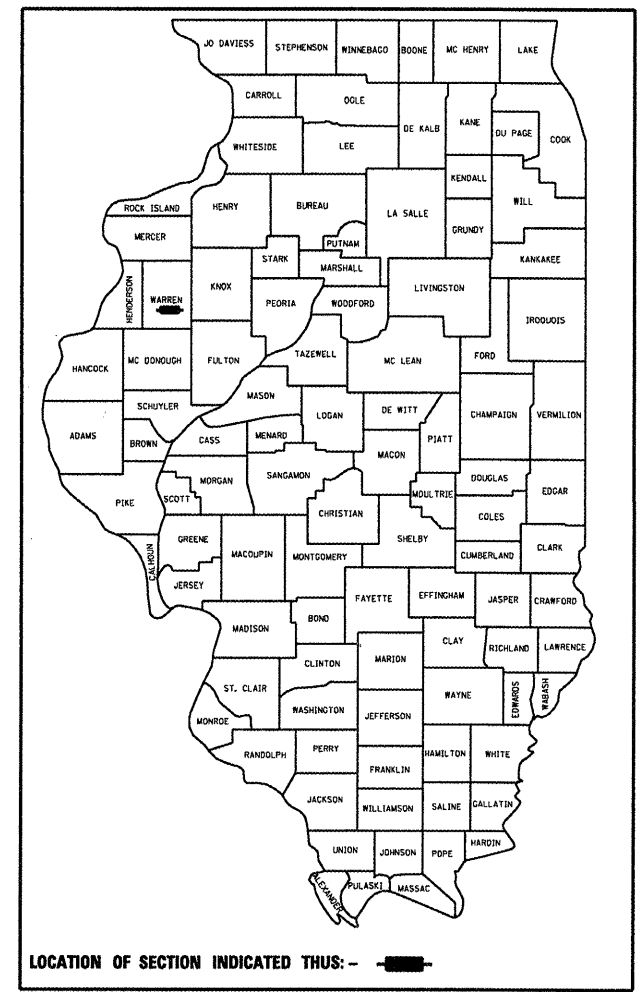 JO DAVIESS
STEPHENSON
WINNEBAGO
BOONE
MC HENRY
LAKE
CARROLL
OGLE
DE KALB
KANE
DU PAGE
COOK
WHITESIDE
LEE
KENDALL
WILL
ROCK ISLAND
HENRY
BUREAU
LA SALLE
GRUNDY
MERCER
PUTNAM
STARK
MARSHALL
KANKAKEE
HENDERSON
WARREN
KNOX
PEORIA
WOODFORD
LIVINGSTON
IROQUOIS
HANCOCK
MC DONOUGH
FULTON
TAZEWELL
MC LEAN
FORD
SCHUYLER
MASON
LOGAN
DE WITT
CHAMPAIGN
VERMILION
ADAMS
BROWN
CASS
MENARD
MACON
PIATT
PIKE
SCOTT
MORGAN
SANGAMON
CHRISTIAN
MOULTRIE
DOUGLAS
EDGAR
COLES
CALHOUN
GREENE
MACOUPIN
MONTGOMERY
SHELBY
CUMBERLAND
CLARK
JERSEY
FAYETTE
EFFINGHAM
JASPER
CRAWFORD
MADISON
BOND
MARION
CLAY
RICHLAND
LAWRENCE
CLINTON
ST. CLAIR
WASHINGTON
JEFFERSON
WAYNE
EDWARDS
WABASH
MONROE
RANDOLPH
PERRY
HAMILTON
WHITE
FRANKLIN
JACKSON
WILLIAMSON
SALINE
GALLATIN
UNION
JOHNSON
POPE
HARDIN
ALEXANDER
PULASKI
MASSAC
LOCATION OF SECTION INDICATED THUS:-